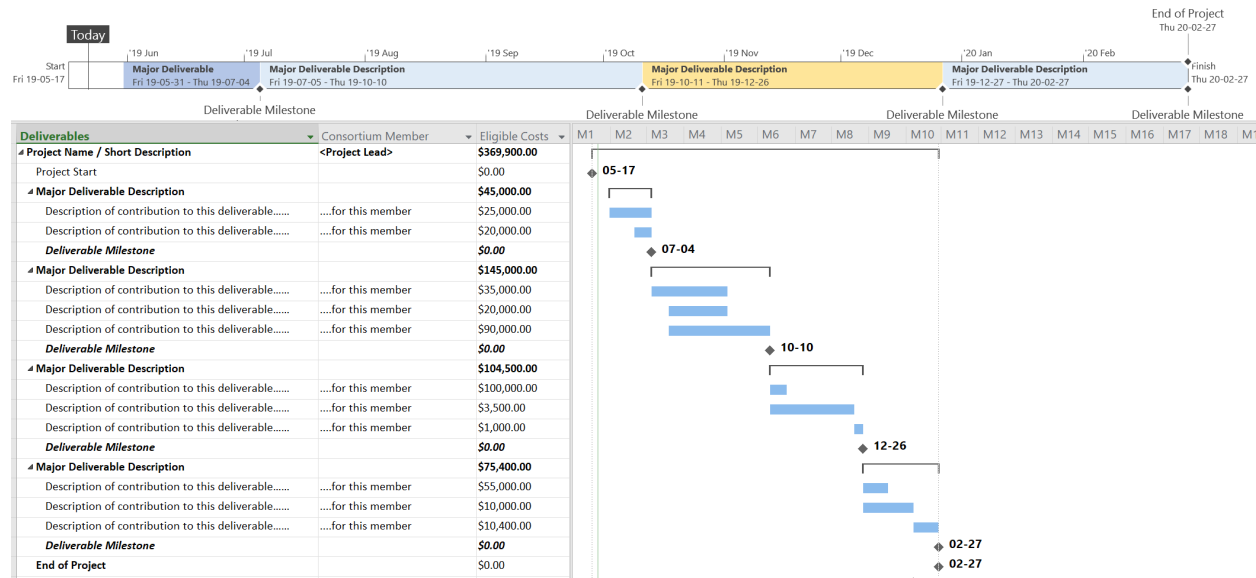 End of Project
Thu 20-02-27
Today
'19 Jun '19 Jul '19 Aug '19 Sep '19 Oct '19 Nov '19 Dec '20 Jan '20 Feb
Start
Fri 19-05-17
Major Deliverable
Fri 19-05-31 - Thu 19-07-04
Major Deliverable Description
Fri 19-07-05 - Thu 19-10-10
Major Deliverable Description
Fri 19-10-11 - Thu 19-12-26
Major Deliverable Description
Fri 19-12-27 - Thu 20-02-27
Finish
Thu 20-02-27
Deliverable Milestone Deliverable Milestone Deliverable Milestone Deliverable Milestone
Deliverables Consortium Member Eligible Costs M1 M2 M3 M4 M5 M6 M7 M8 M9 M10 M11 M12 M13 M14 M15 M16 M17 M18 M1
Project Name / Short Description <Project Lead> $369,900.00
Project Start $0.00 05-17
Major Deliverable Description $45,000.00
Description of contribution to this deliverable...... ....for this member $25,000.00
Description of contribution to this deliverable...... ....for this member $20,000.00
Deliverable Milestone $0.00 07-04
Major Deliverable Description $145,000.00
Description of contribution to this deliverable...... ....for this member $35,000.00
Description of contribution to this deliverable...... ....for this member $20,000.00
Description of contribution to this deliverable...... ....for this member $90,000.00
Deliverable Milestone $0.00 10-10
Major Deliverable Description $104,500.00
Description of contribution to this deliverable...... ....for this member $100,000.00
Description of contribution to this deliverable...... ....for this member $3,500.00
Description of contribution to this deliverable...... ....for this member $1,000.00
Deliverable Milestone $0.00 12-26
Major Deliverable Description $75,400.00
Description of contribution to this deliverable...... ....for this member $55,000.00
Description of contribution to this deliverable...... ....for this member $10,000.00
Description of contribution to this deliverable...... ....for this member $10,400.00
Deliverable Milestone $0.00 02-27
End of Project $0.00 02-27